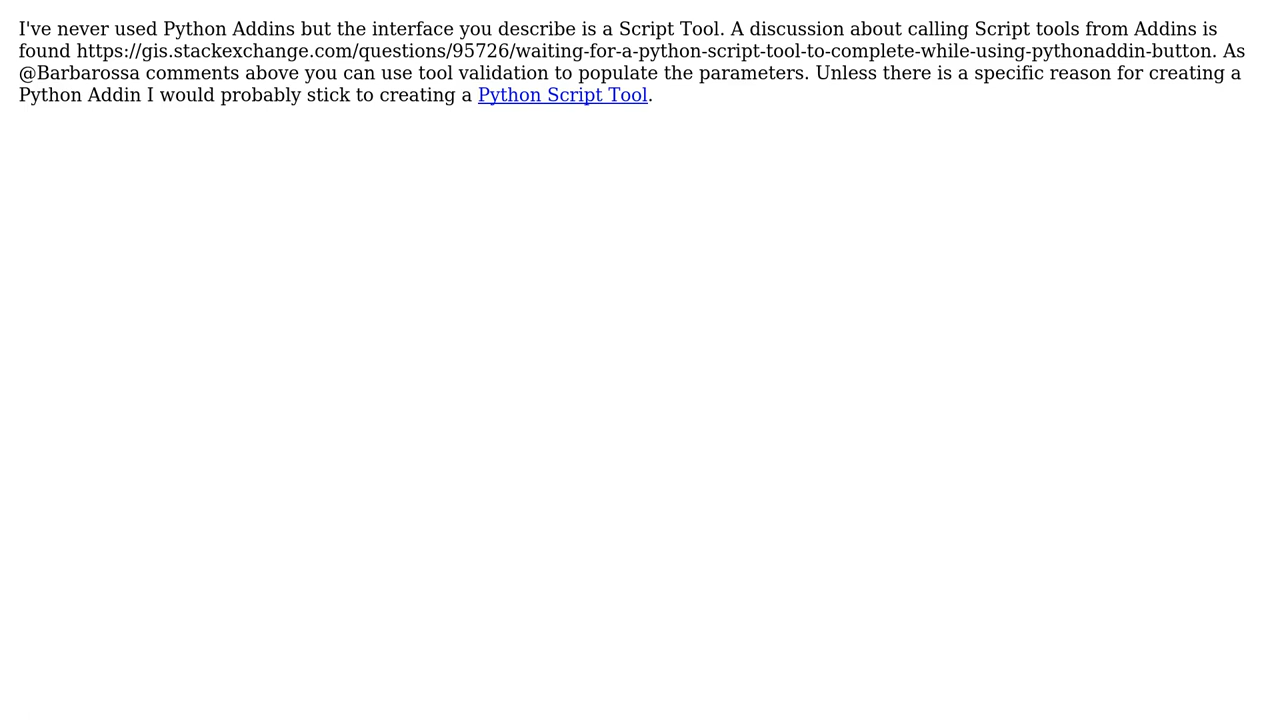 I've never used Python Addins but the interface you describe is a Script Tool. A discussion about calling Script tools from Addins is
found https://gis.stackexchange.com/questions/95726/waiting-for-a-python-script-tool-to-complete-while-using-pythonaddin-button. As
@Barbarossa comments above you can use tool validation to populate the parameters. Unless there is a specific reason for creating a
Python Addin I would probably stick to creating a Python Script Tool.